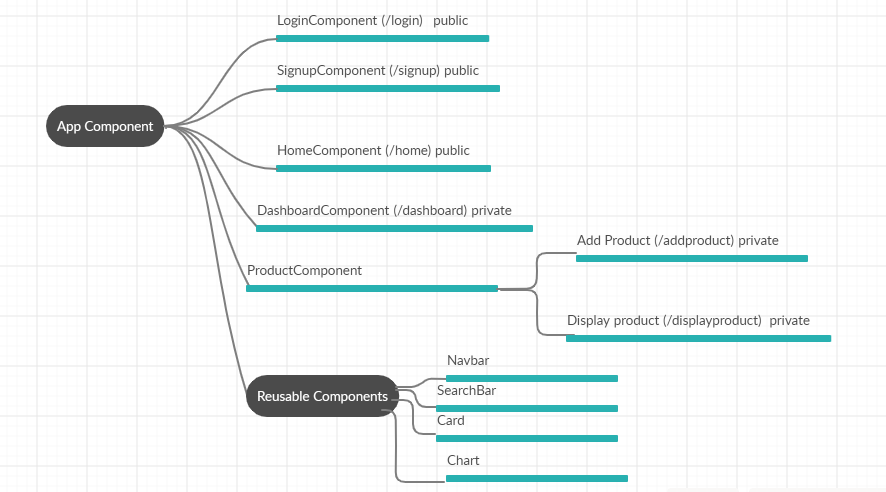 LoginComponent (/login) public
SignupComponent (/signup) public
App Component
HomeComponent (/home) public
DashboardComponent (/dashboard) private
Add Product (/addproduct) private
ProductComponent
Display product (/displayproduct) private
Navbar
Reusable Components
SearchBar
Card
Chart